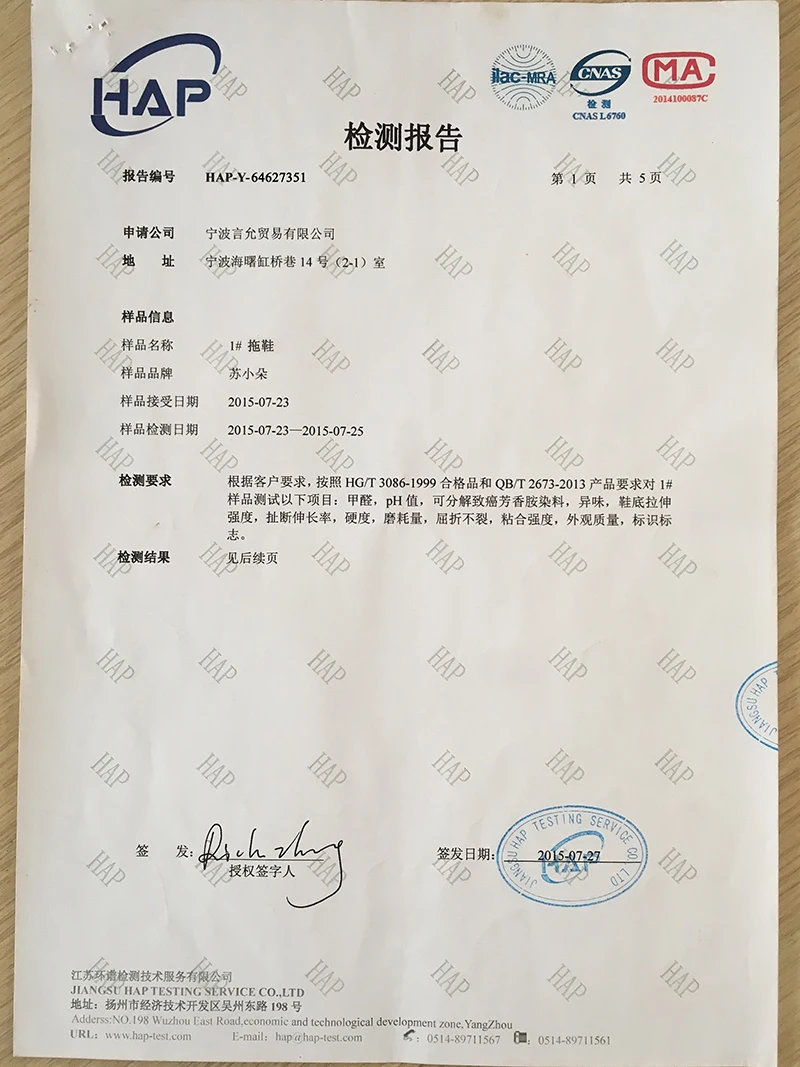 HAP
ilac-MRA
CNAS
检 测
CNAS L6760
MA
2014100087C
检测报告
报告编号 HAP-Y-64627351 第 1 页 共 5 页
申请公司 宁波言允贸易有限公司
地 址 宁波海曙缸桥巷 14 号（2-1）室
样品信息
样品名称 1# 拖鞋
样品品牌 苏小朵
样品接受日期 2015-07-23
样品检测日期 2015-07-23—2015-07-25
检测要求 根据客户要求，按照 HG/T 3086-1999 合格品和 QB/T 2673-2013 产品要求对 1#
样品测试以下项目：甲醛，pH 值，可分解致癌芳香胺染料，异味，鞋底拉伸
强度，扯断伸长率，硬度，磨耗量，屈折不裂，粘合强度，外观质量，标识标
志。
检测结果 见后续页
JIANGSU HAP
签 发：
授权签字人
签发日期： 2015-07-27
JIANGSU HAP TESTING SERVICE CO. LTD
HAP
江苏环谱检测技术服务有限公司
JIANGSU HAP TESTING SERVICE CO.,LTD
地址：扬州市经济技术开发区吴州东路 198 号
Adderss:NO.198 Wuzhou East Road,economic and technological development zone,YangZhou
URL：www.hap-test.com E-mail：hap@hap-test.com ：0514-89711567 ：0514-89711561